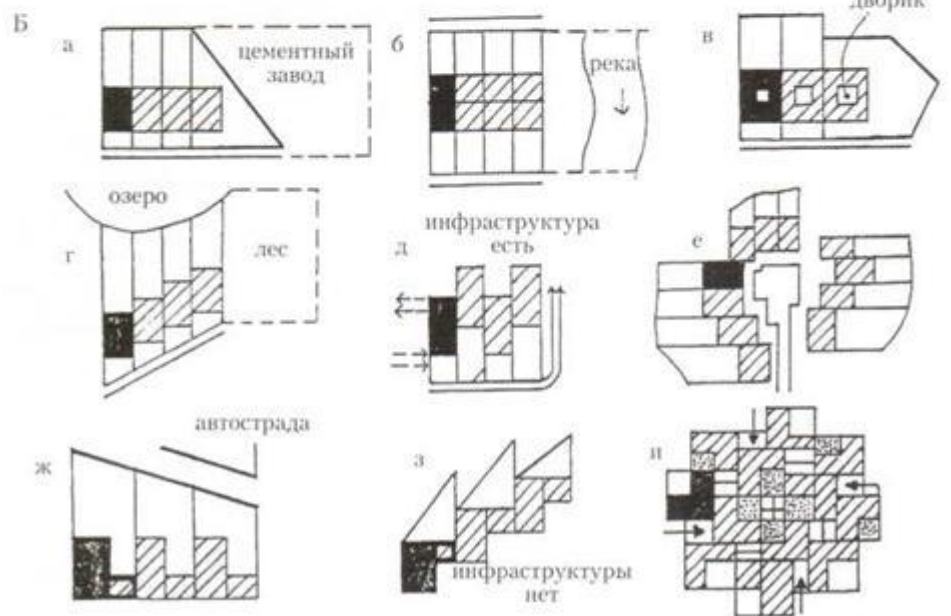 Б
а
цементный
завод
б
река
в
дворик
г
озеро
лес
д
инфраструктура
есть
е
ж
автострада
з
инфраструктуры
нет
и